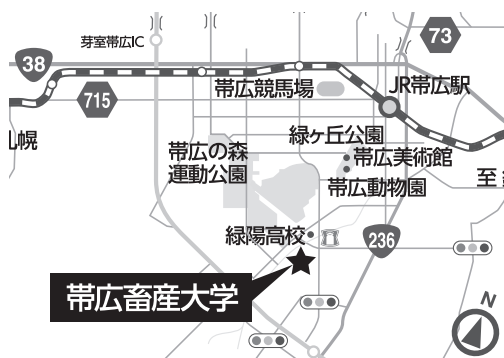 芽室帯広IC
73
38
帯広競馬場
JR帯広駅
715
札幌
緑ヶ丘公園
帯広の森
運動公園
帯広美術館
帯広動物園
至
緑陽高校
236
帯広畜産大学
N